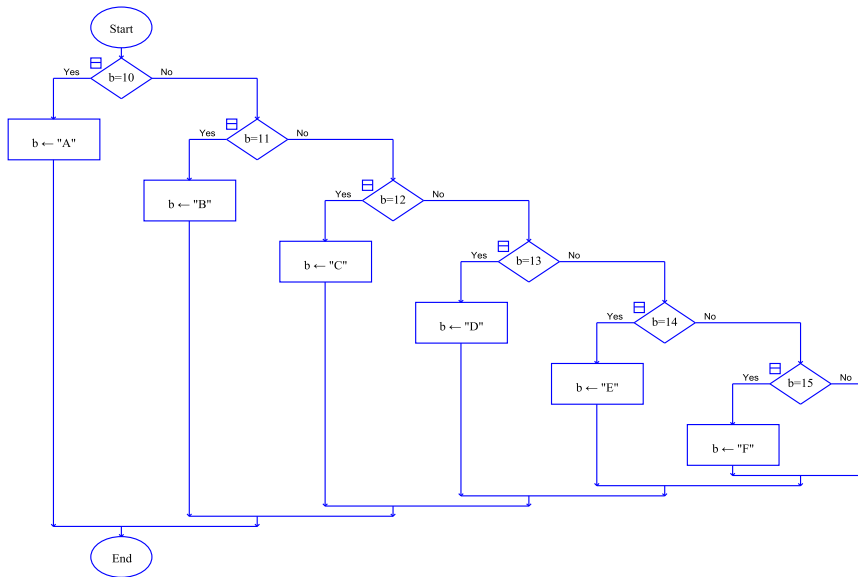 Start
Yes
b=10
No
b ← "A"
Yes
b=11
No
b ← "B"
Yes
b=12
No
b ← "C"
Yes
b=13
No
b ← "D"
Yes
b=14
No
b ← "E"
Yes
b=15
No
b ← "F"
End